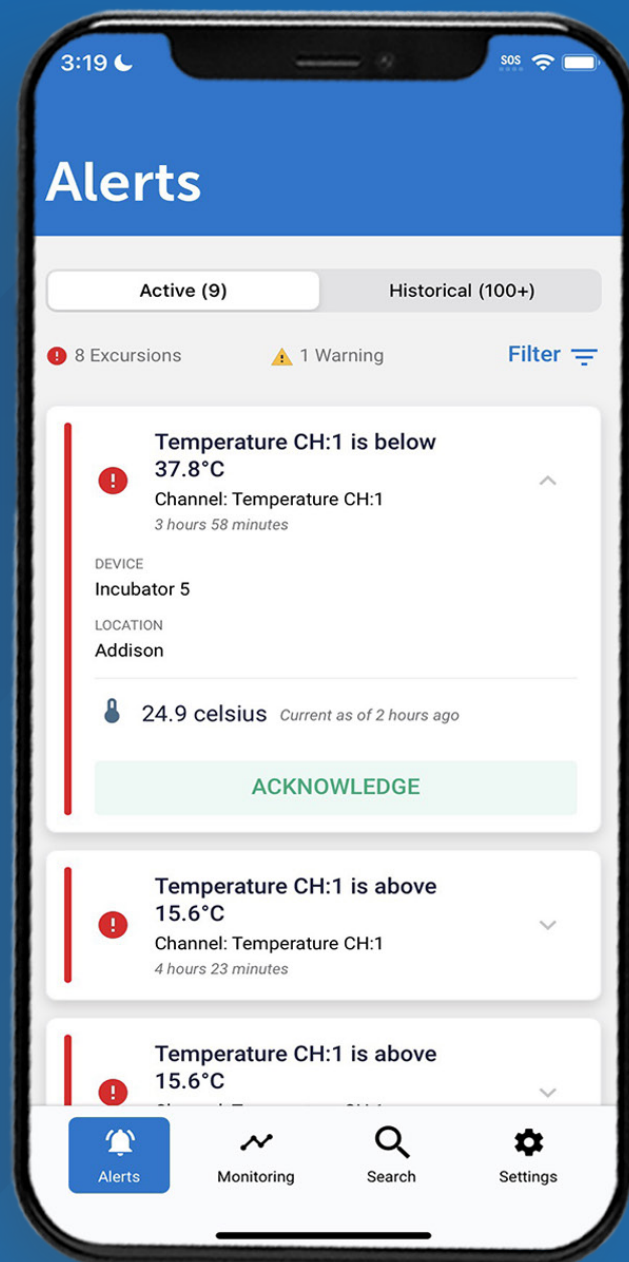 3:19
SOS
Alerts
Active (9)
Historical (100+)
8 Excursions
1 Warning
Filter
Temperature CH:1 is below
37.8°C
Channel: Temperature CH:1
3 hours 58 minutes
DEVICE
Incubator 5
LOCATION
Addison
24.9 celsius Current as of 2 hours ago
ACKNOWLEDGE
Temperature CH:1 is above
15.6°C
Channel: Temperature CH:1
4 hours 23 minutes
Temperature CH:1 is above
15.6°C
Alerts
Monitoring
Search
Settings